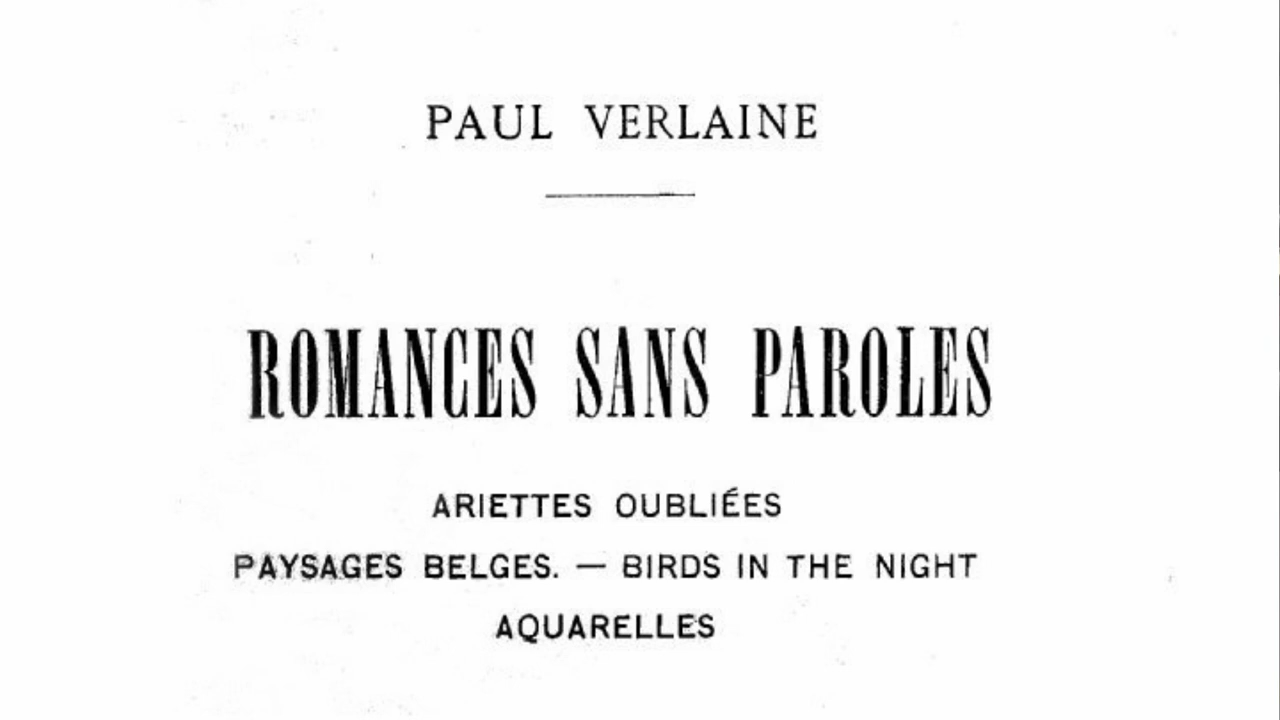 PAUL VERLAINE
ROMANCES SANS PAROLES
ARIETTES OUBLIÉES
PAYSAGES BELGES. — BIRDS IN THE NIGHT
AQUARELLES